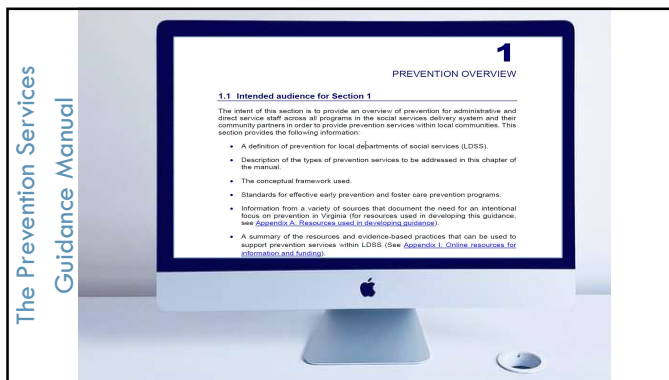 The Prevention Services
Guidance Manual
1
PREVENTION OVERVIEW
1.1 Intended audience for Section 1
The intent of this section is to provide an overview of prevention for administrative and
direct service staff across all programs in the social services delivery system and their
community partners in order to provide prevention services within local communities. This
section provides the following information:
• A definition of prevention for local departments of social services (LDSS).
• Description of the types of prevention services to be addressed in this chapter of
the manual.
• The conceptual framework used.
• Standards for effective early prevention and foster care prevention programs.
• Information from a variety of sources that document the need for an intentional
focus on prevention in Virginia (for resources used in developing this guidance,
see Appendix A: Resources used in developing guidance).
• A summary of the resources and evidence-based practices that can be used to
support prevention services within LDSS (See Appendix I: Online resources for
information and funding).